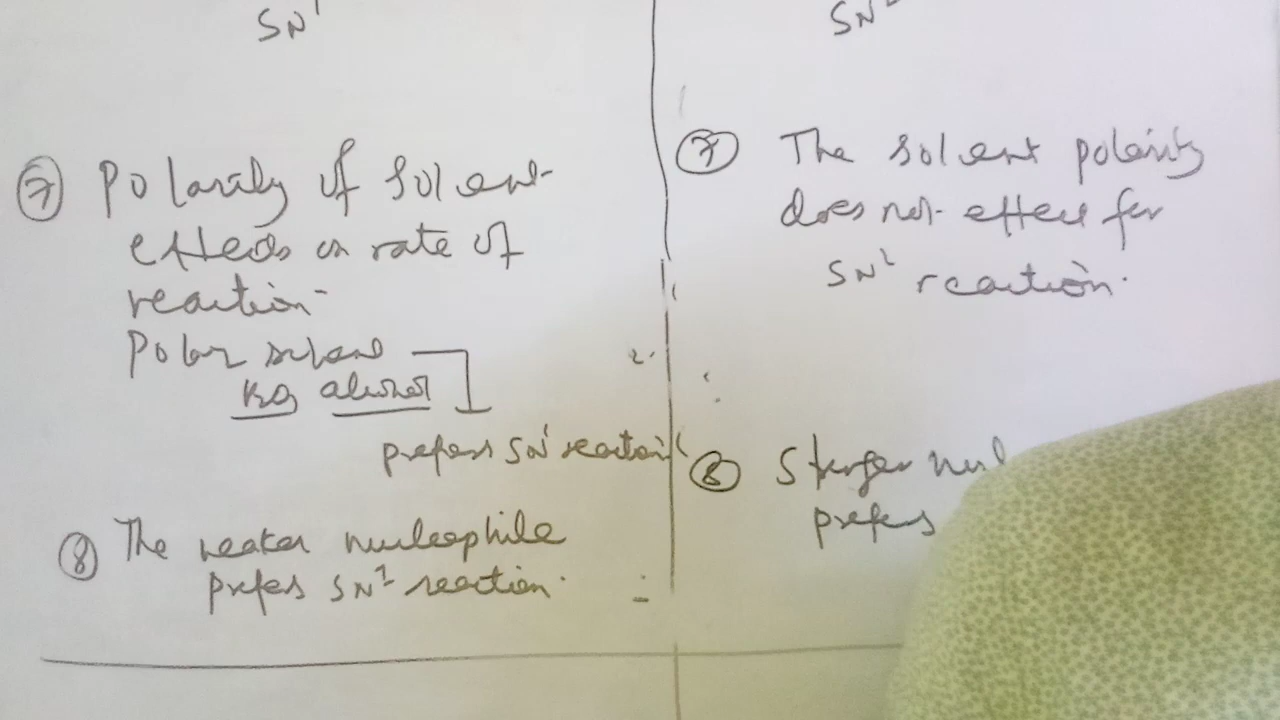 SN¹
⑦ Polarity of solvent
effects on rate of
reaction-
Polar solvent
eg alcohol
prefers SN¹ reaction
⑧ The weaker nucleophile
prefers SN¹ reaction.
SN²
⑦ The solvent polarity
does not effect for
SN² reaction.
⑧ Stronger nucl
prefers